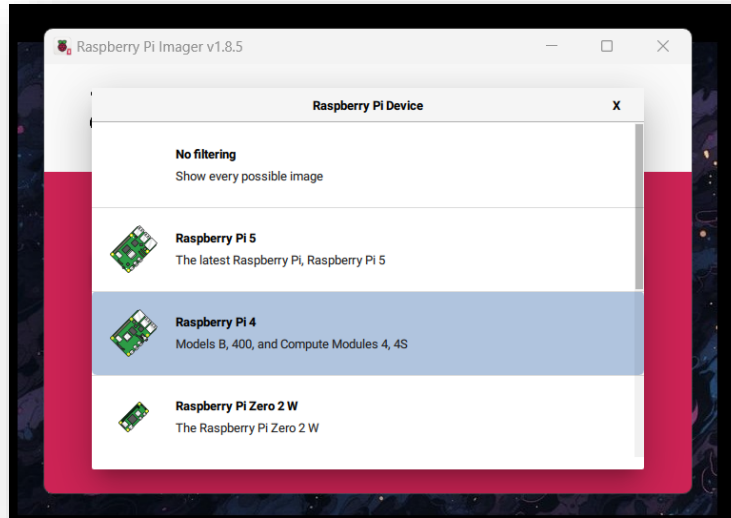 Raspberry Pi Imager v1.8.5
Raspberry Pi Device
X
No filtering
Show every possible image
Raspberry Pi 5
The latest Raspberry Pi, Raspberry Pi 5
Raspberry Pi 4
Models B, 400, and Compute Modules 4, 4S
Raspberry Pi Zero 2 W
The Raspberry Pi Zero 2 W